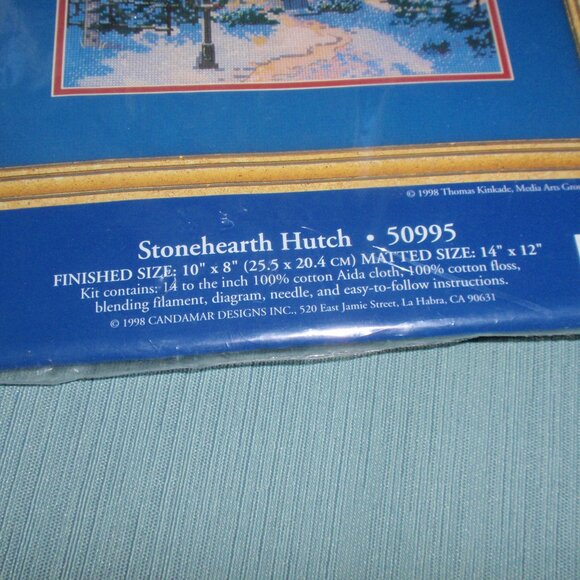 © 1998 Thomas Kinkade, Media Arts
Stonehearth Hutch • 50995
FINISHED SIZE: 10" x 8" (25.5 x 20.4 CM) MATTED SIZE: 14" x 12"
Kit contains: 14 to the inch 100% cotton Aida cloth, 100% cotton floss,
blending filament, diagram, needle, and easy-to-follow instructions.
© 1998 CANDAMAR DESIGNS INC., 520 East Jamie Street, La Habra, CA 90631